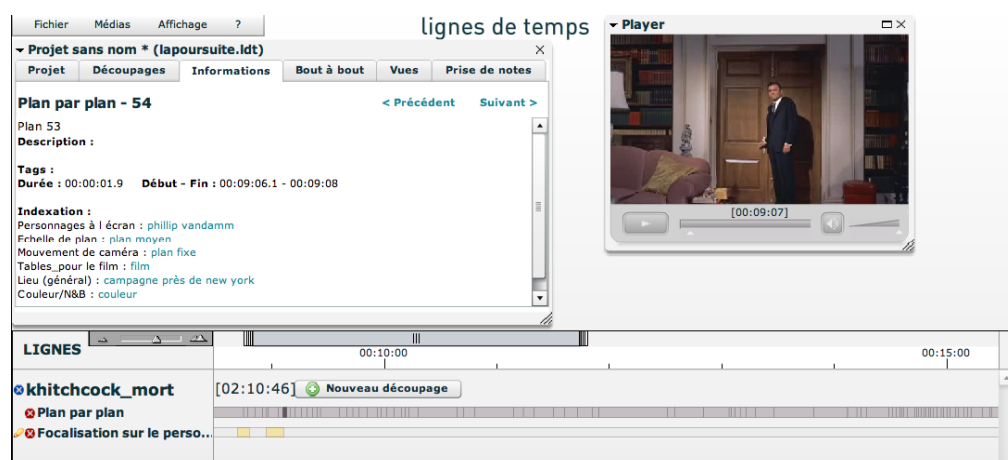 Fichier Médias Affichage ?
lignes de temps
Projet sans nom * (lapoursuite.ldt)
Projet Découpages Informations Bout à bout Vues Prise de notes
Plan par plan - 54 < Précédent Suivant >
Plan 53
Description :
Tags :
Durée : 00:00:01.9 Début - Fin : 00:09:06.1 - 00:09:08
Indexation :
Personnages à l écran : phillip vandamm
Echelle de plan : plan moyen
Mouvement de caméra : plan fixe
Tables_pour le film : film
Lieu (général) : campagne près de new york
Couleur/N&B : couleur
Player
[00:09:07]
LIGNES
00:10:00 00:15:00
khitchcock_mort [02:10:46] Nouveau découpage
Plan par plan
Focalisation sur le perso...